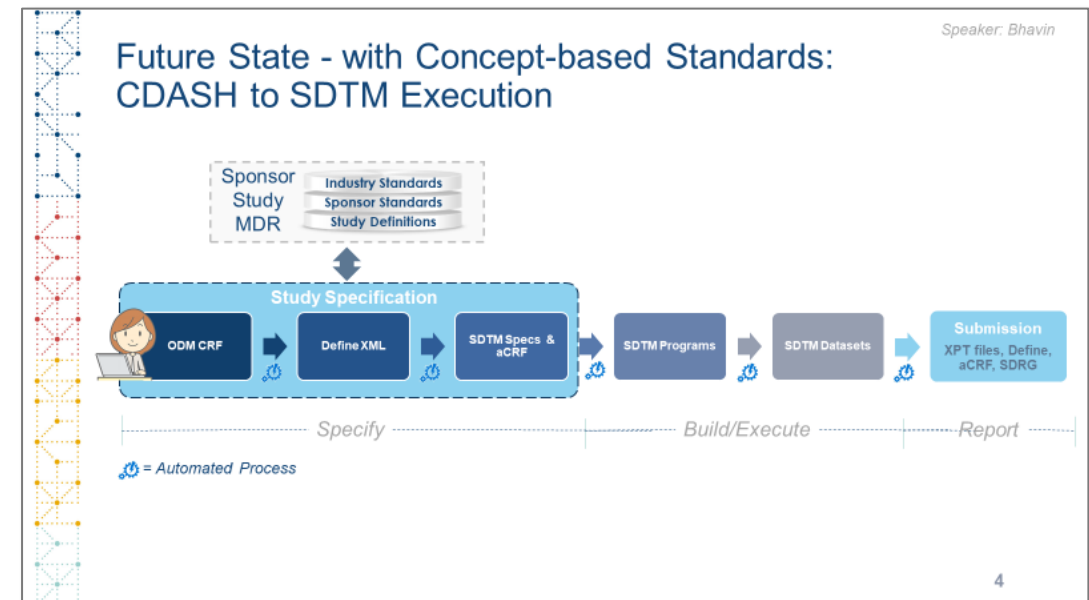 Speaker: Bhavin
Future State - with Concept-based Standards:
CDASH to SDTM Execution
Sponsor
Study
MDR
Industry Standards
Sponsor Standards
Study Definitions
Study Specification
ODM CRF
Define XML
SDTM Specs &
aCRF
SDTM Programs
SDTM Datasets
Submission
XPT files, Define,
aCRF, SDRG
Specify
Build/Execute
Report
= Automated Process
4